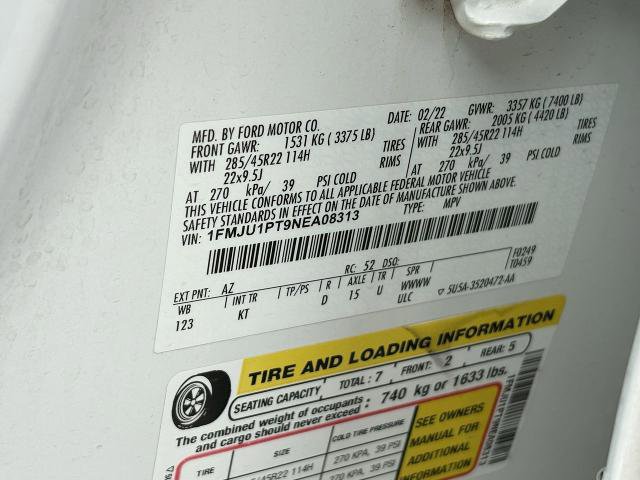 MFD. BY FORD MOTOR CO.
DATE: 02/22 GVWR: 3357 KG ( 7400 LB)
FRONT GAWR: 1531 KG ( 3375 LB) REAR GAWR: 2005 KG ( 4420 LB)
WITH 285/45R22 114H TIRES WITH 285/45R22 114H TIRES
22x9.5J RIMS 22x9.5J RIMS
AT 270 kPa/ 39 PSI COLD AT 270 kPa/ 39 PSI COLD
THIS VEHICLE CONFORMS TO ALL APPLICABLE FEDERAL MOTOR VEHICLE
SAFETY STANDARDS IN EFFECT ON THE DATE OF MANUFACTURE SHOWN ABOVE.
VIN: 1FMJU1PT9NEA08313 TYPE: MPV
F0249
T0459
EXT PNT: AZ RC: 52 DSO:
WB INT TR TP/PS R AXLE TR SPR
123 KT D 15 U WWWW
ULC ▽ 5U5A-3520472-AA
TIRE AND LOADING INFORMATION
SEATING CAPACITY TOTAL : 7 FRONT: 2 REAR: 5
The combined weight of occupants
and cargo should never exceed : 740 kg or 1633 lbs.
TIRE SIZE COLD TIRE PRESSURE
/45R22 114H 270 KPA, 39 PSI
270 KPA, 39 PSI
SEE OWNERS
MANUAL FOR
ADDITIONAL
INFORMATION